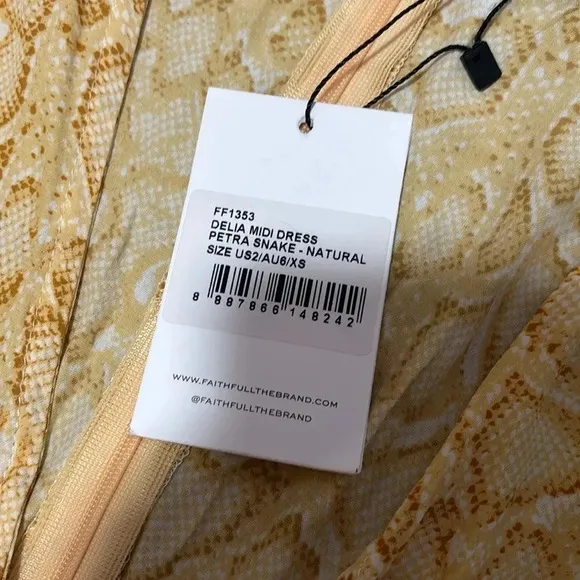 FF1353
DELIA MIDI DRESS
PETRA SNAKE - NATURAL
SIZE US2/AU6/XS
8 887866 148242
WWW.FAITHFULLTHEBRAND.COM
@FAITHFULLTHEBRAND